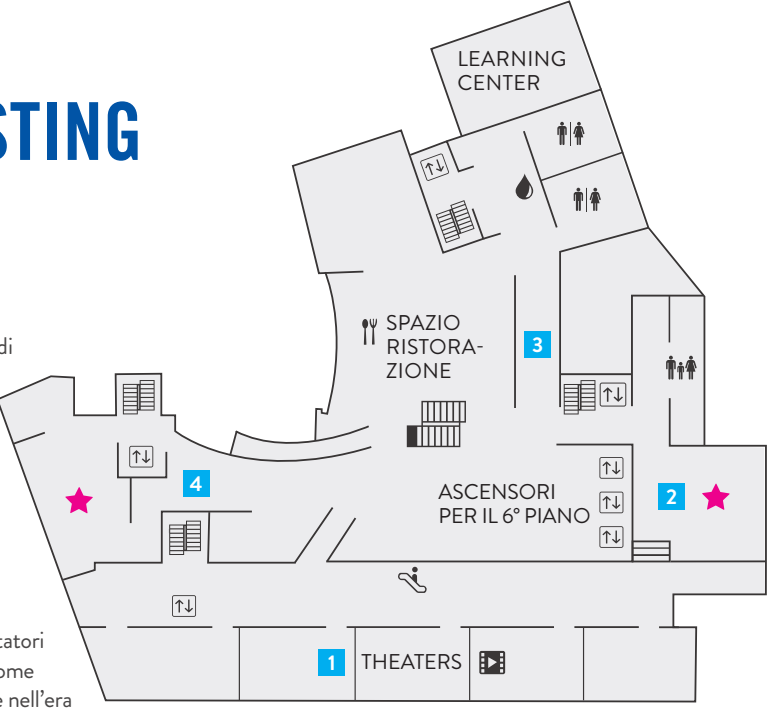 STING
LEARNING
CENTER
di
SPAZIO
RISTORA-
ZIONE
3
4
ASCENSORI
PER IL 6° PIANO
2
tatori
ome
1
THEATERS
e nell’era